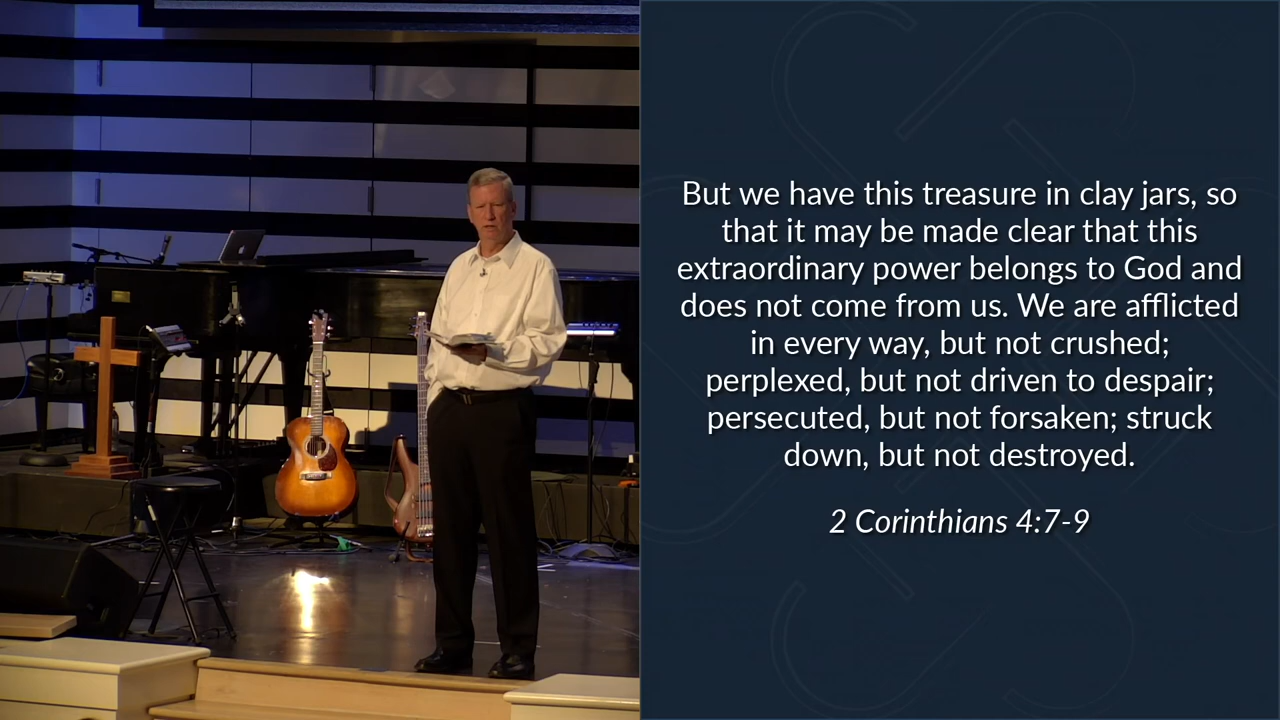 But we have this treasure in clay jars, so
that it may be made clear that this
extraordinary power belongs to God and
does not come from us. We are afflicted
in every way, but not crushed;
perplexed, but not driven to despair;
persecuted, but not forsaken; struck
down, but not destroyed.
2 Corinthians 4:7-9